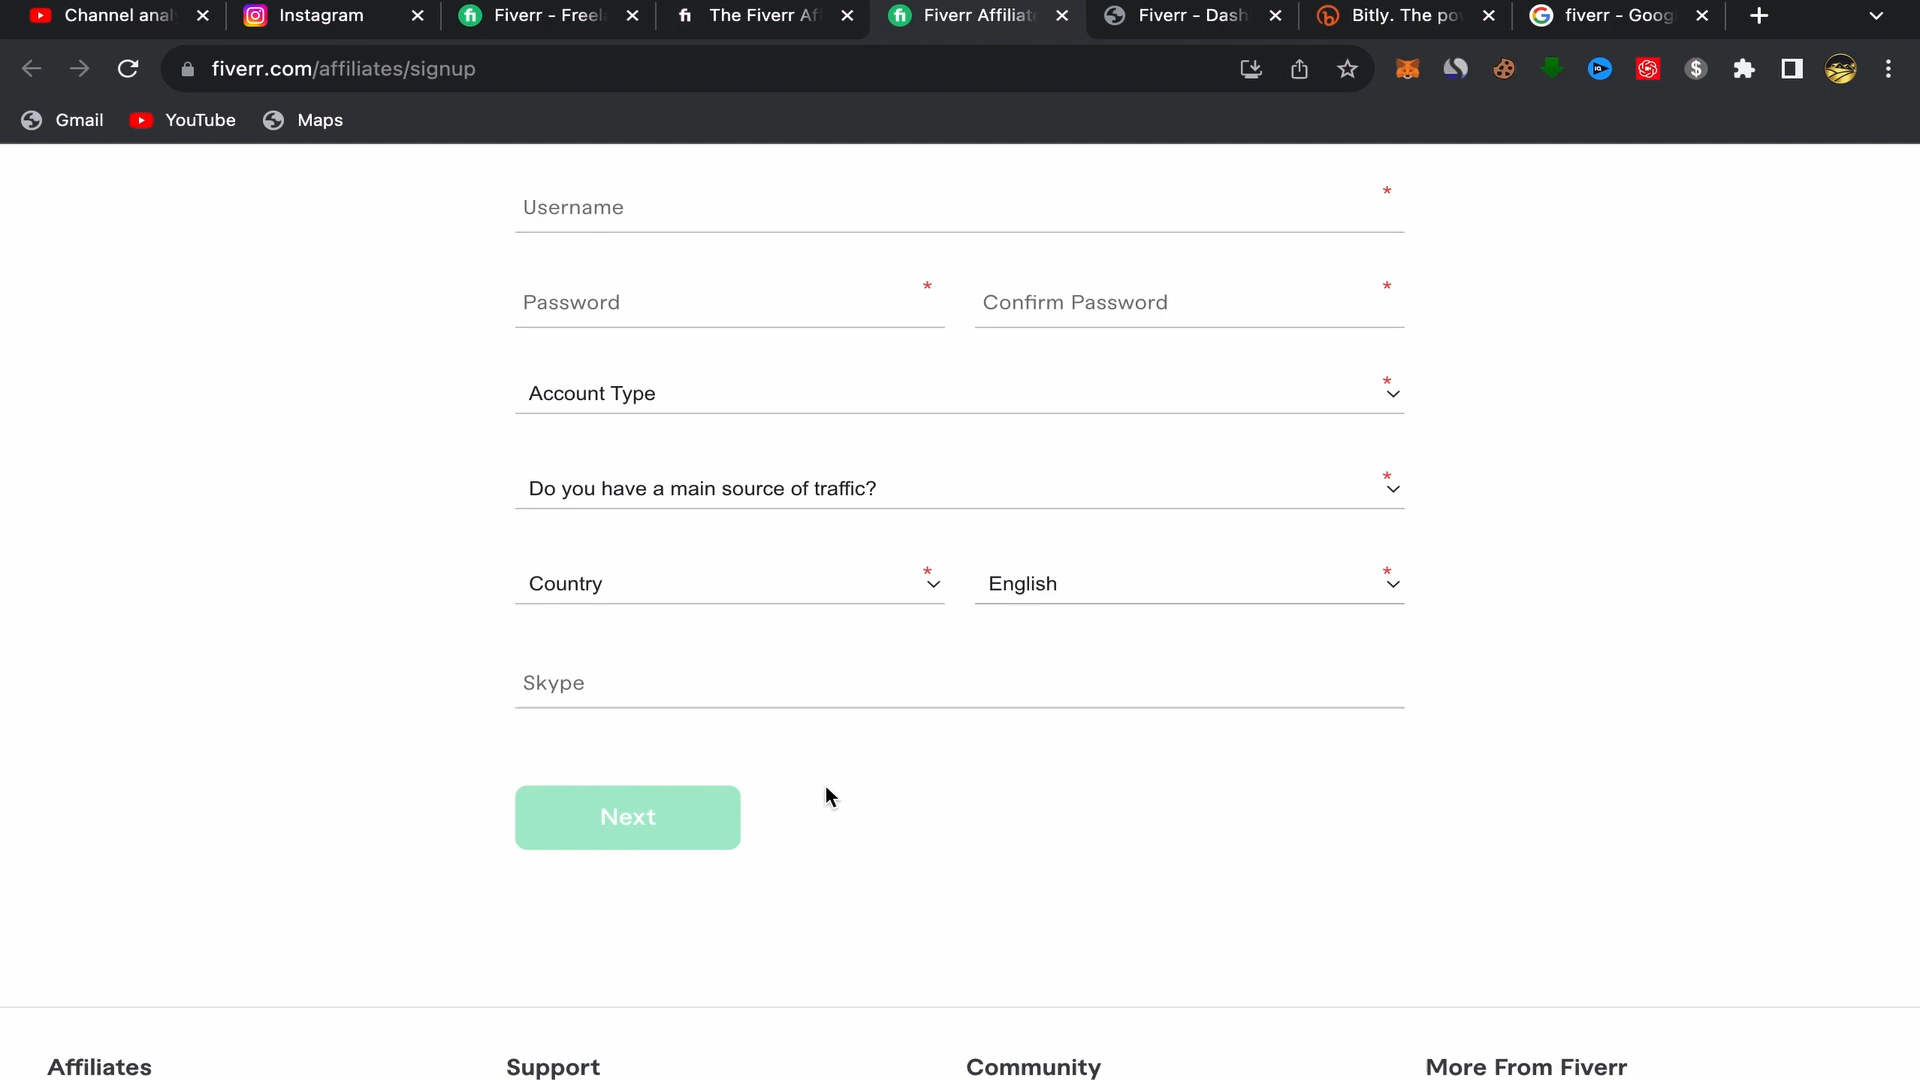 Channel anal
Instagram
Fiverr - Freel
The Fiverr Af
Fiverr Affiliat
Fiverr - Dash
Bitly. The po
fiverr - Goog
fiverr.com/affiliates/signup
Gmail
YouTube
Maps
Username *
Password *
Confirm Password *
Account Type *
Do you have a main source of traffic? *
Country *
English *
Skype
Next
Affiliates
Support
Community
More From Fiverr